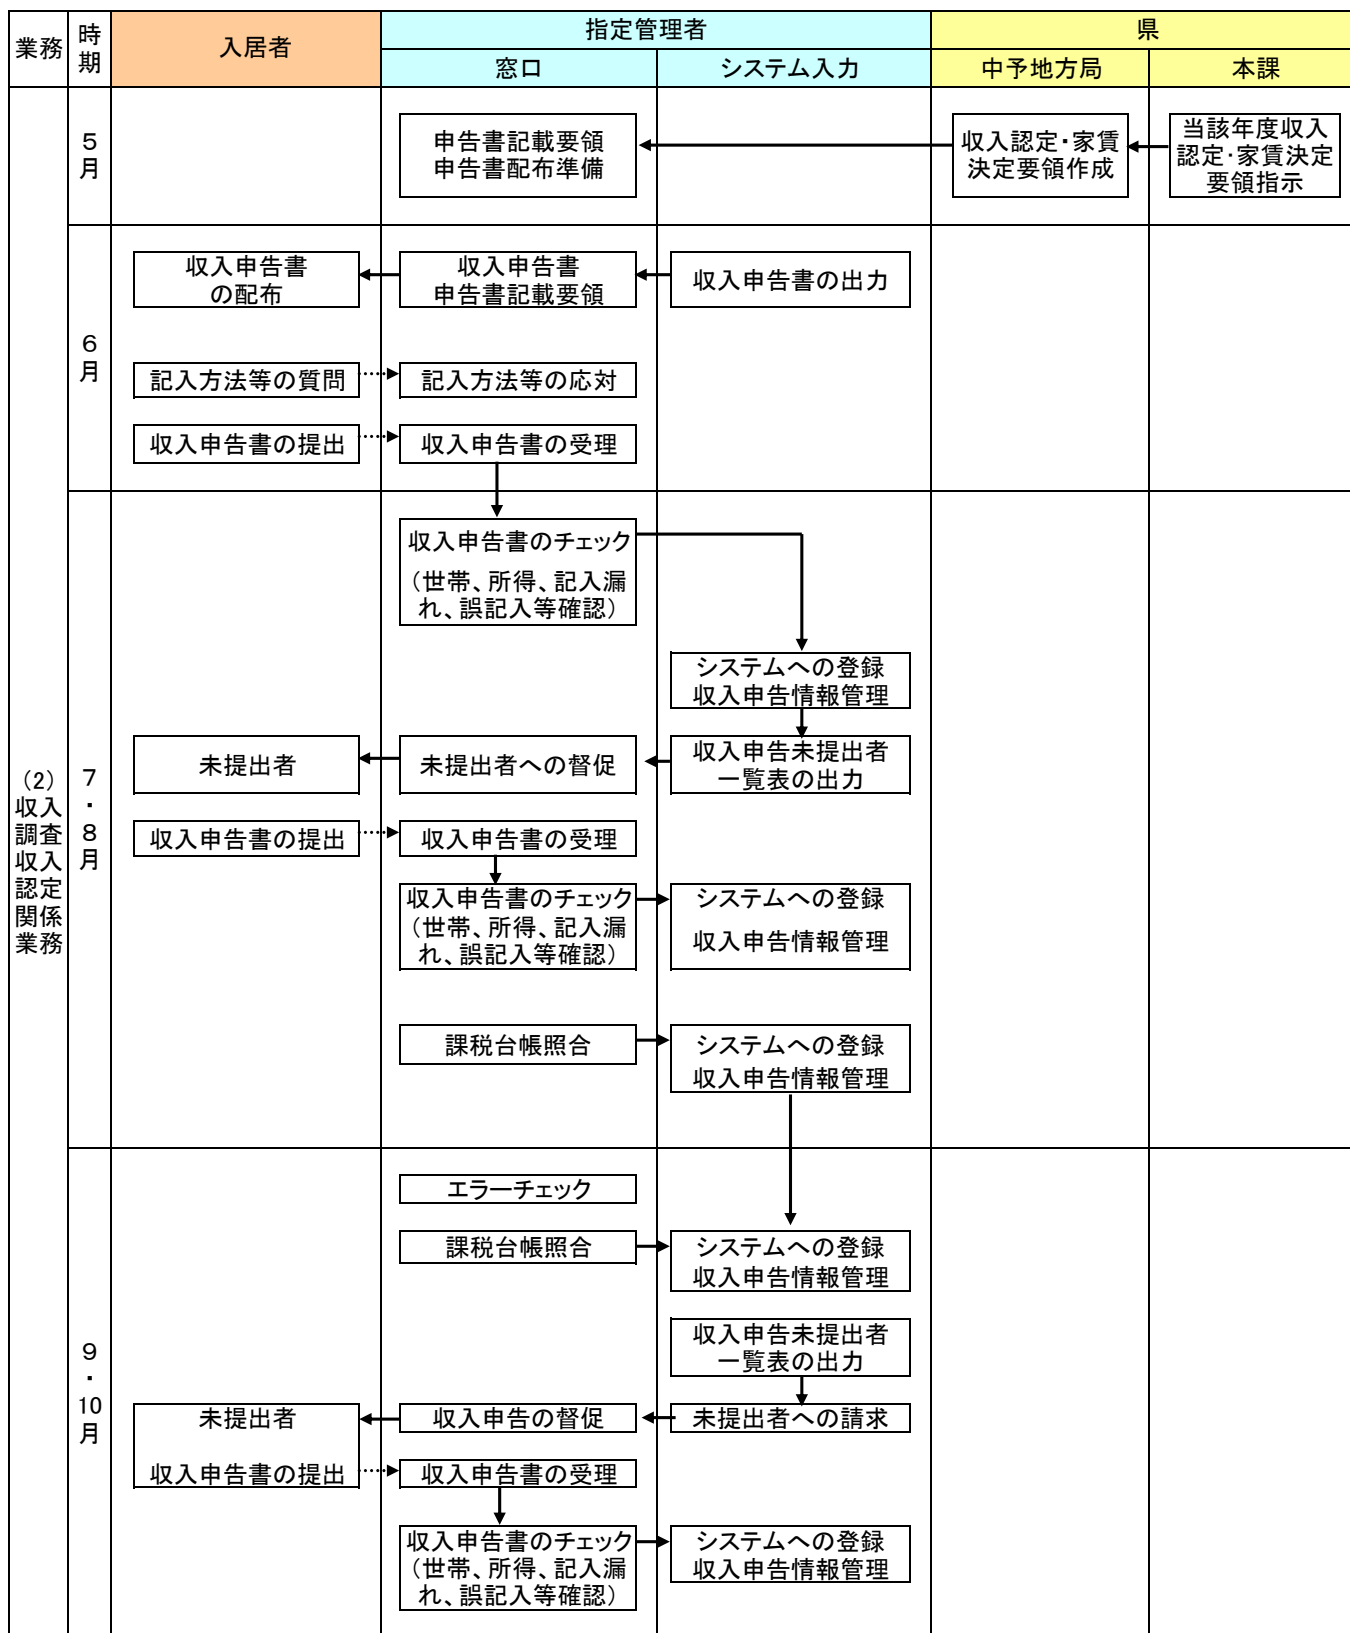 業務
時
期
入居者
指定管理者
県
窓口
システム入力
中予地方局
本課
(2)
収入
調査
収入
認定
関係
業務
5
月
申告書記載要領
申告書配布準備
収入認定・家賃
決定要領作成
当該年度収入
認定・家賃決定
要領指示
6
月
収入申告書
の配布
収入申告書
申告書記載要領
収入申告書の出力
記入方法等の質問
記入方法等の応対
収入申告書の提出
収入申告書の受理
7
・
8
月
収入申告書のチェック
(世帯、所得、記入漏
れ、誤記入等確認)
システムへの登録
収入申告情報管理
未提出者
未提出者への督促
収入申告未提出者
一覧表の出力
収入申告書の提出
収入申告書の受理
収入申告書のチェック
(世帯、所得、記入漏
れ、誤記入等確認)
システムへの登録
収入申告情報管理
課税台帳照合
システムへの登録
収入申告情報管理
9
・
10
月
エラーチェック
課税台帳照合
システムへの登録
収入申告情報管理
収入申告未提出者
一覧表の出力
未提出者
収入申告の督促
未提出者への請求
収入申告書の提出
収入申告書の受理
収入申告書のチェック
(世帯、所得、記入漏
れ、誤記入等確認)
システムへの登録
収入申告情報管理